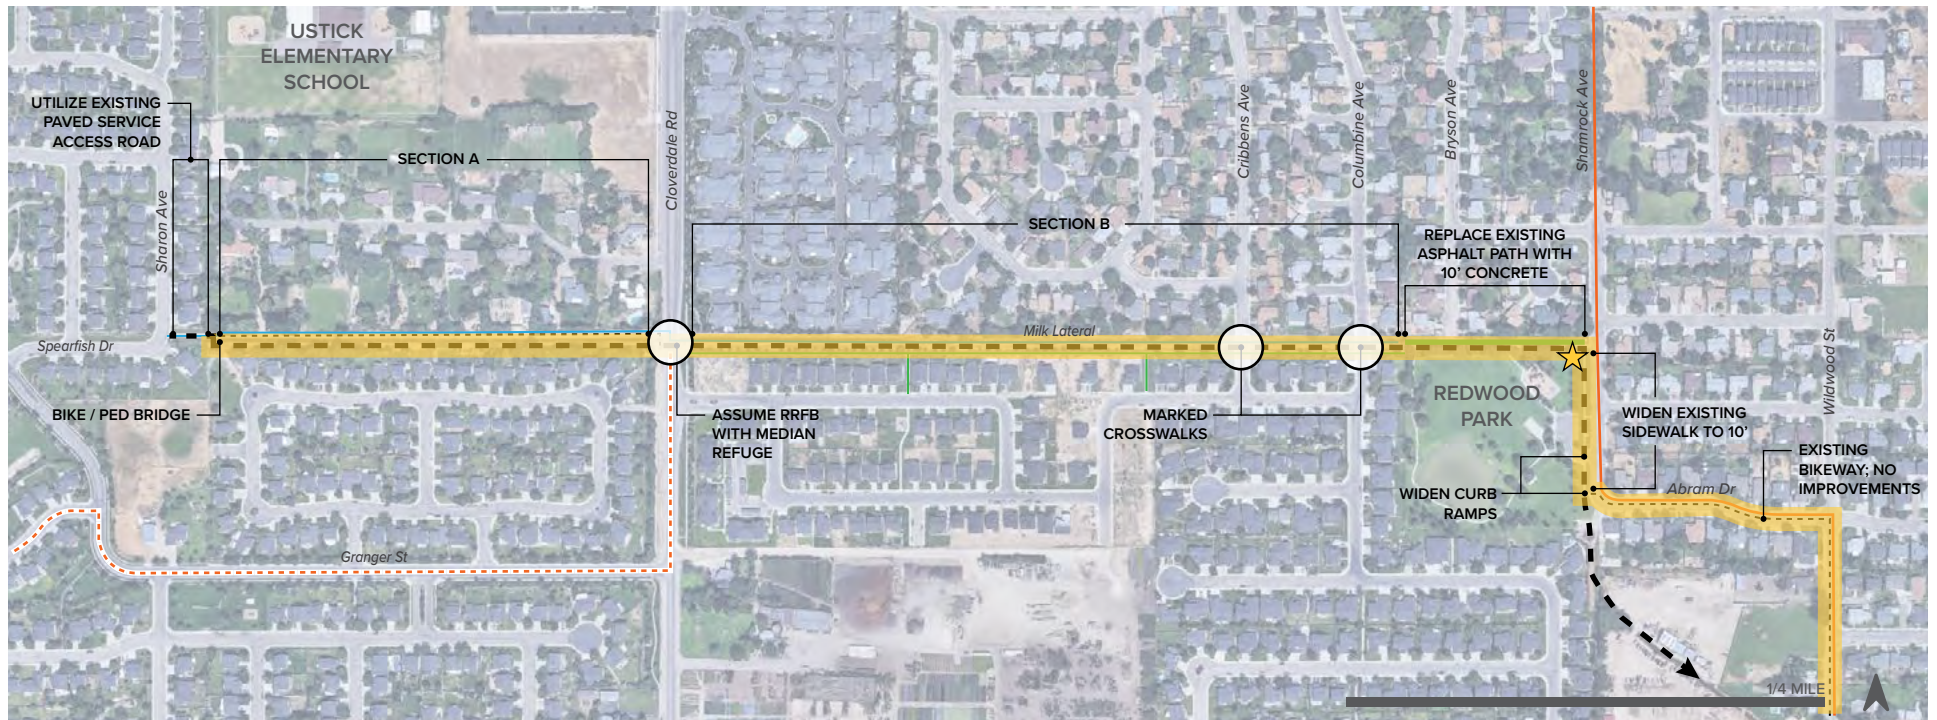 USTICK
ELEMENTARY
SCHOOL
UTILIZE EXISTING
PAVED SERVICE
ACCESS ROAD
SECTION A
Sharon Ave
Cloverdale Rd
Cribbens Ave
Columbine Ave
Bryson Ave
Shamrock Ave
SECTION B
REPLACE EXISTING
ASPHALT PATH WITH
10' CONCRETE
Spearfish Dr
Milk Lateral
BIKE / PED BRIDGE
ASSUME RRFB
WITH MEDIAN
REFUGE
MARKED
CROSSWALKS
REDWOOD
PARK
WIDEN EXISTING
SIDEWALK TO 10'
Wildwood St
EXISTING
BIKEWAY; NO
IMPROVEMENTS
WIDEN CURB
RAMPS
Abram Dr
Granger St
1/4 MILE